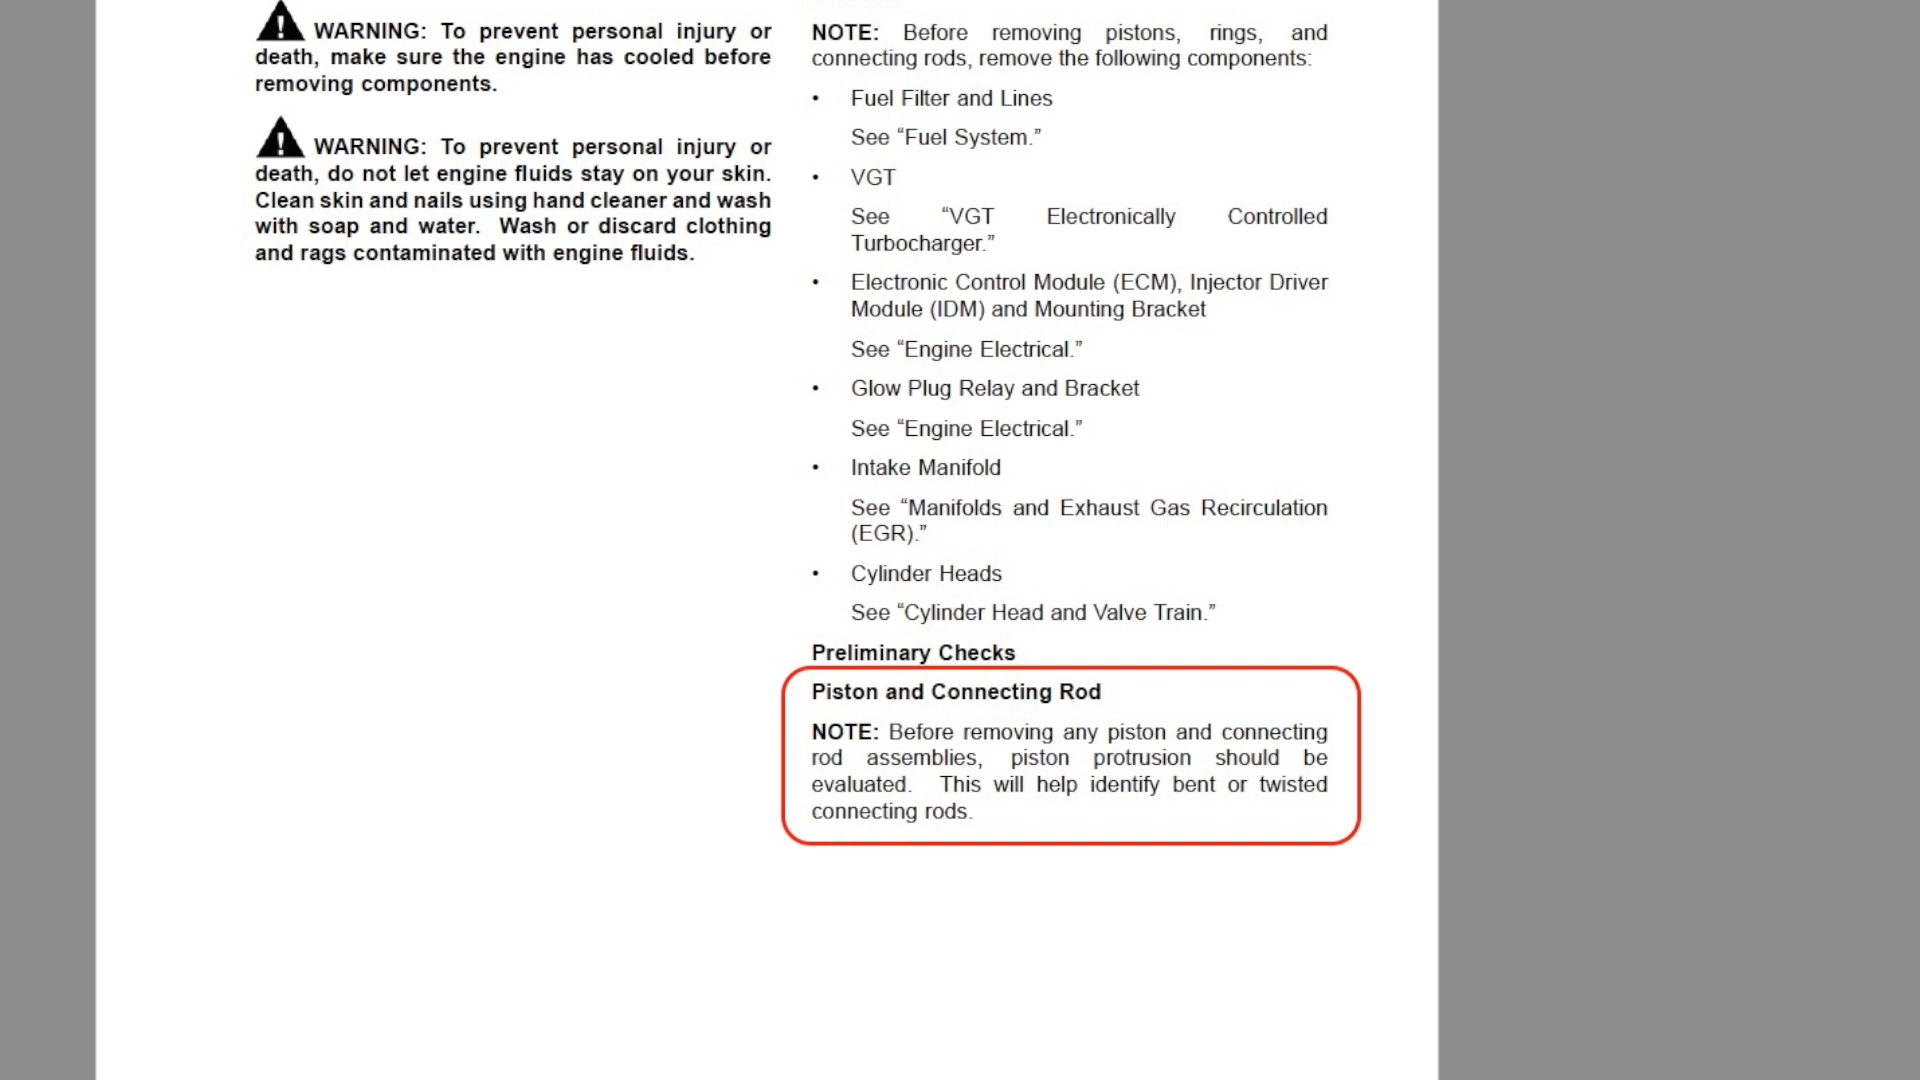 WARNING: To prevent personal injury or
death, make sure the engine has cooled before
removing components.
WARNING: To prevent personal injury or
death, do not let engine fluids stay on your skin.
Clean skin and nails using hand cleaner and wash
with soap and water. Wash or discard clothing
and rags contaminated with engine fluids.
NOTE: Before removing pistons, rings, and
connecting rods, remove the following components:
• Fuel Filter and Lines
See “Fuel System.”
• VGT
See “VGT Electronically Controlled
Turbocharger.”
• Electronic Control Module (ECM), Injector Driver
Module (IDM) and Mounting Bracket
See “Engine Electrical.”
• Glow Plug Relay and Bracket
See “Engine Electrical.”
• Intake Manifold
See “Manifolds and Exhaust Gas Recirculation
(EGR).”
• Cylinder Heads
See “Cylinder Head and Valve Train.”
Preliminary Checks
Piston and Connecting Rod
NOTE: Before removing any piston and connecting
rod assemblies, piston protrusion should be
evaluated. This will help identify bent or twisted
connecting rods.